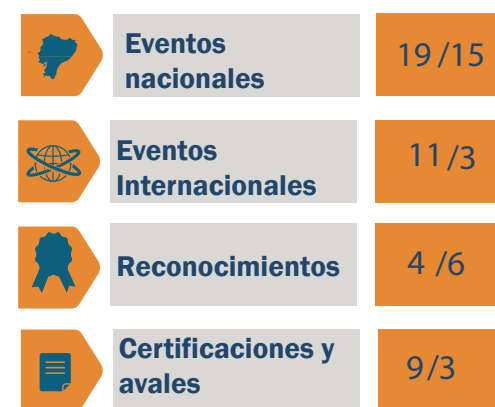 Eventos
nacionales
19/15
Eventos
Internacionales
11/3
Reconocimientos
4 /6
Certificaciones y
avales
9/3